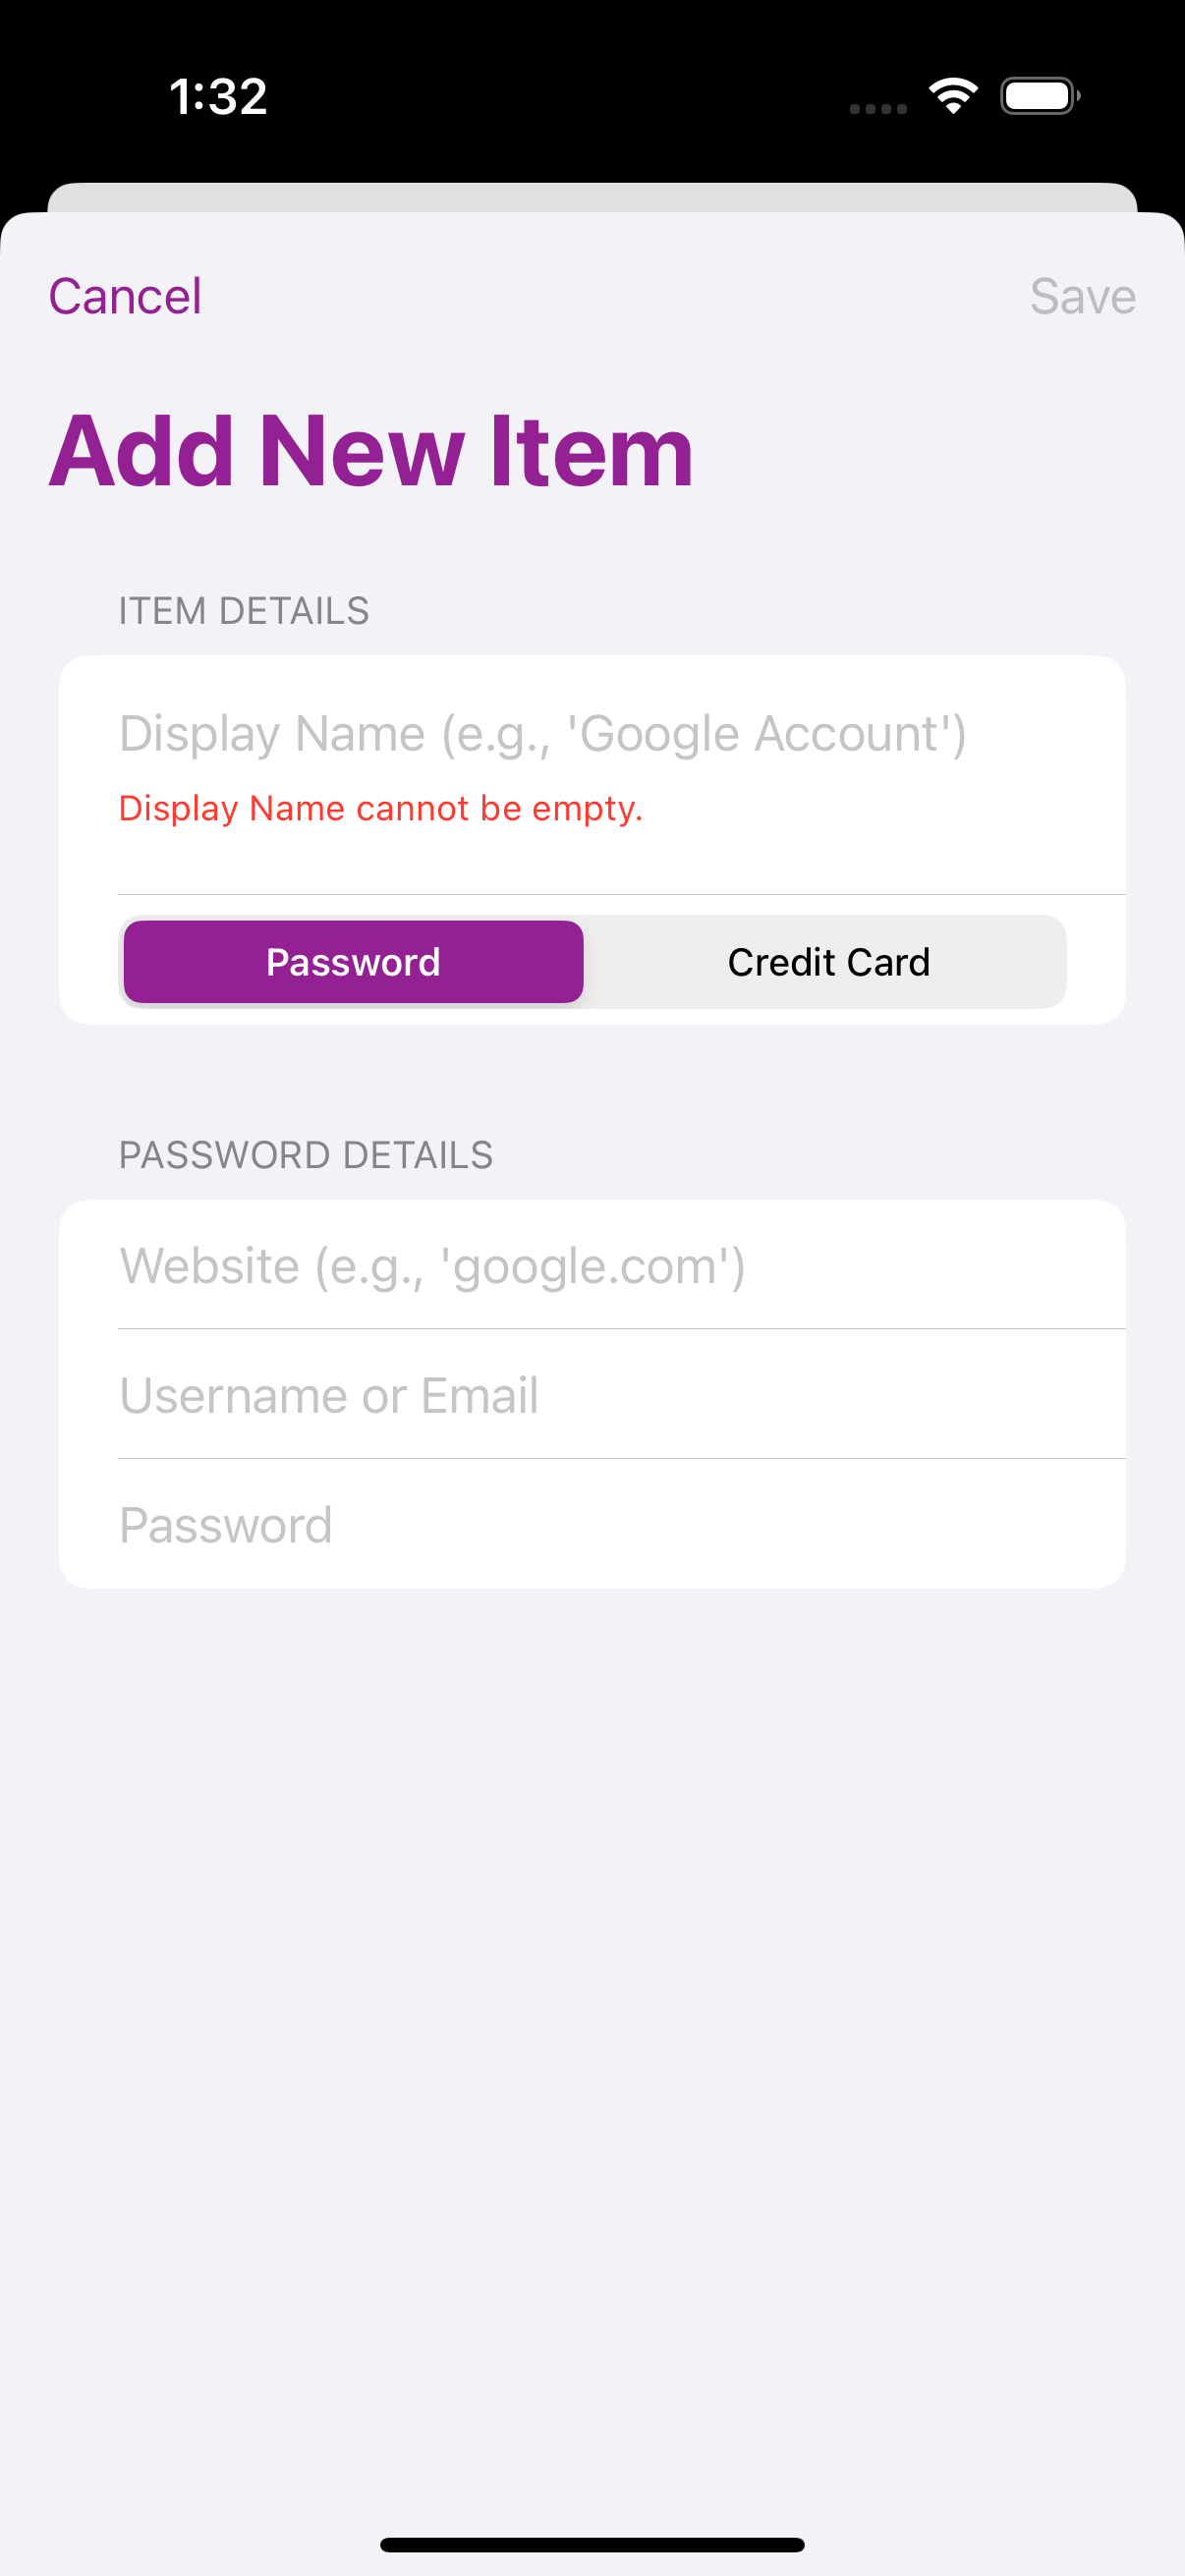 1:32
Cancel
Save
Add New Item
ITEM DETAILS
Display Name (e.g., 'Google Account')
Display Name cannot be empty.
Password
Credit Card
PASSWORD DETAILS
Website (e.g., 'google.com')
Username or Email
Password